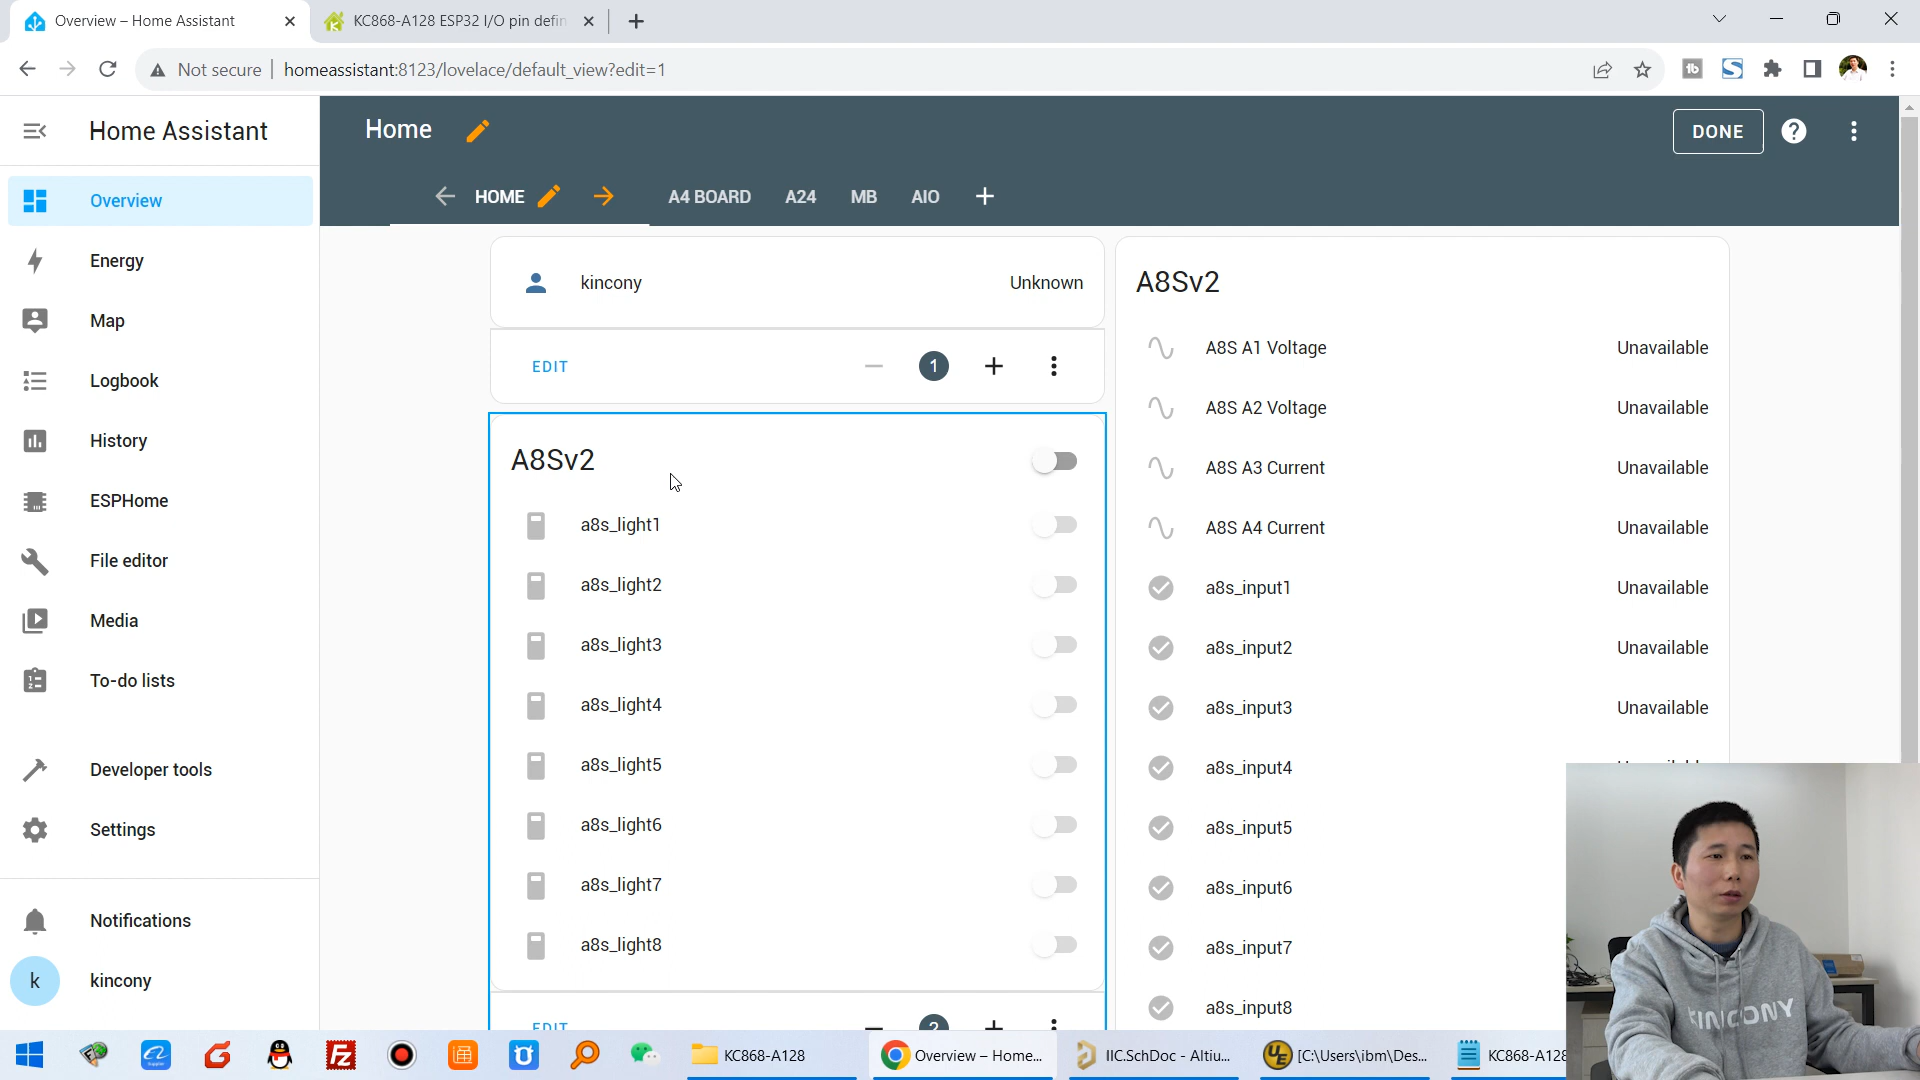 Overview – Home Assistant
KC868-A128 ESP32 I/O pin defin
Not secure
homeassistant:8123/lovelace/default_view?edit=1
Home Assistant
Home
DONE
HOME
A4 BOARD
A24
MB
AIO
Overview
Energy
Map
Logbook
History
ESPHome
File editor
Media
To-do lists
Developer tools
Settings
Notifications
k
kincony
kincony
Unknown
EDIT
1
A8Sv2
a8s_light1
a8s_light2
a8s_light3
a8s_light4
a8s_light5
a8s_light6
a8s_light7
a8s_light8
EDIT
2
A8Sv2
A8S A1 Voltage
Unavailable
A8S A2 Voltage
Unavailable
A8S A3 Current
Unavailable
A8S A4 Current
Unavailable
a8s_input1
Unavailable
a8s_input2
Unavailable
a8s_input3
Unavailable
a8s_input4
a8s_input5
a8s_input6
a8s_input7
a8s_input8
KINCONY
KC868-A128
Overview – Home...
IIC.SchDoc - Altiu...
[C:\Users\ibm\Des...
KC868-A128